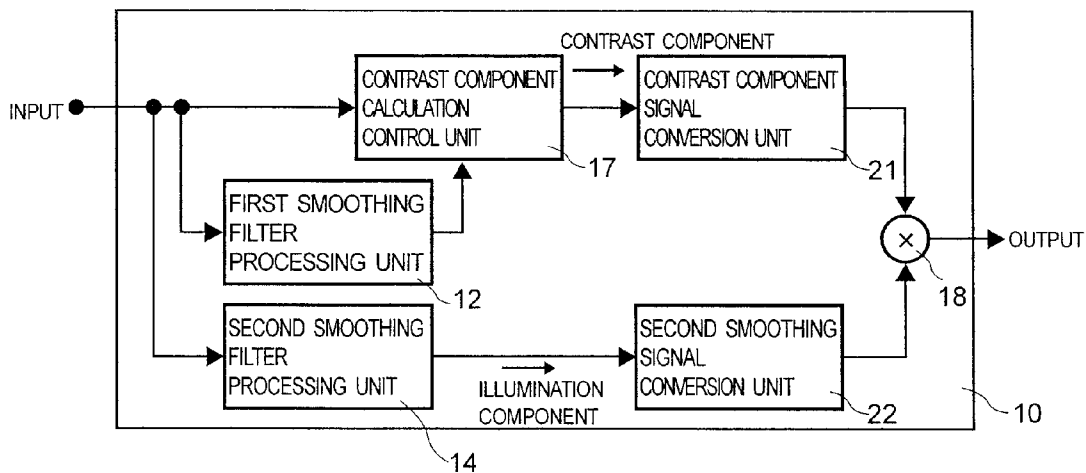 CONTRAST COMPONENT
INPUT
CONTRAST COMPONENT
CALCULATION
CONTROL UNIT
17
CONTRAST COMPONENT
SIGNAL
CONVERSION UNIT
21
FIRST SMOOTHING
FILTER
PROCESSING UNIT
12
×
18
OUTPUT
SECOND SMOOTHING
FILTER
PROCESSING UNIT
14
ILLUMINATION
COMPONENT
SECOND SMOOTHING
SIGNAL
CONVERSION UNIT
22
10